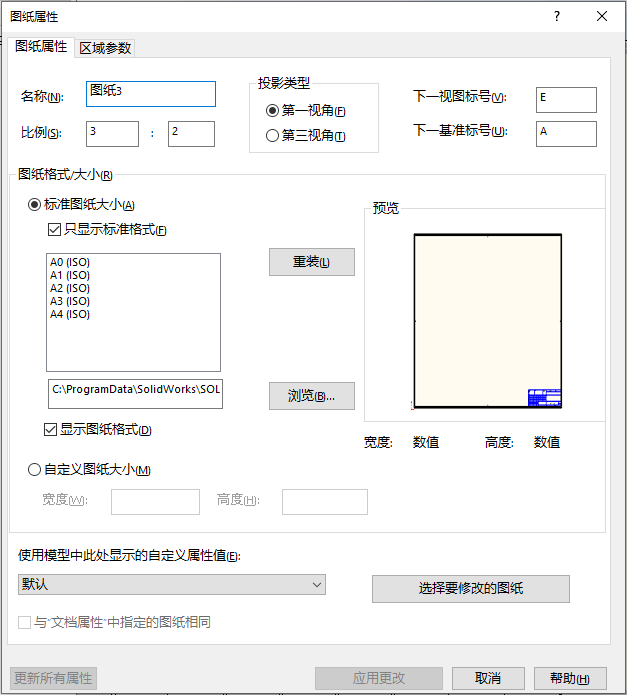 图纸属性
图纸属性 区域参数
名称(N): 图纸3
比例(S): 3 : 2
投影类型
第一视角(F)
第三视角(T)
下一视图标号(V): E
下一基准标号(U): A
图纸格式/大小(R)
标准图纸大小(A)
只显示标准格式(F)
A0 (ISO)
A1 (ISO)
A2 (ISO)
A3 (ISO)
A4 (ISO)
重装(L)
C:\ProgramData\SolidWorks\SOL
浏览(B)...
显示图纸格式(D)
预览
宽度: 数值 高度: 数值
自定义图纸大小(M)
宽度(W): 高度(H):
使用模型中此处显示的自定义属性值(E):
默认
选择要修改的图纸
与“文档属性”中指定的图纸相同
更新所有属性 应用更改 取消 帮助(H)